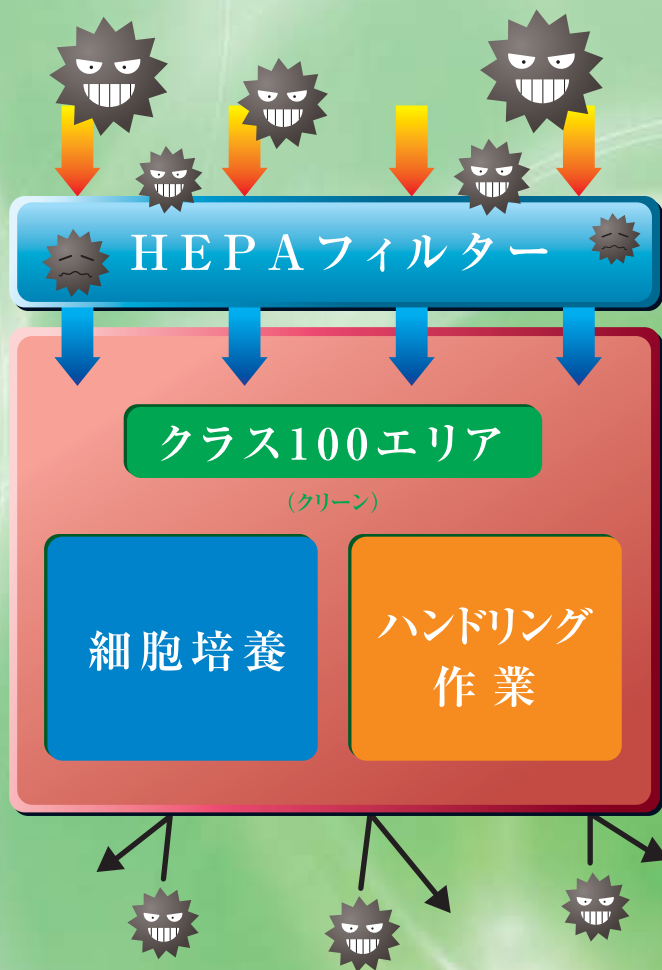 HEPAフィルター
クラス100エリア
（クリーン）
細胞培養
ハンドリング
作業